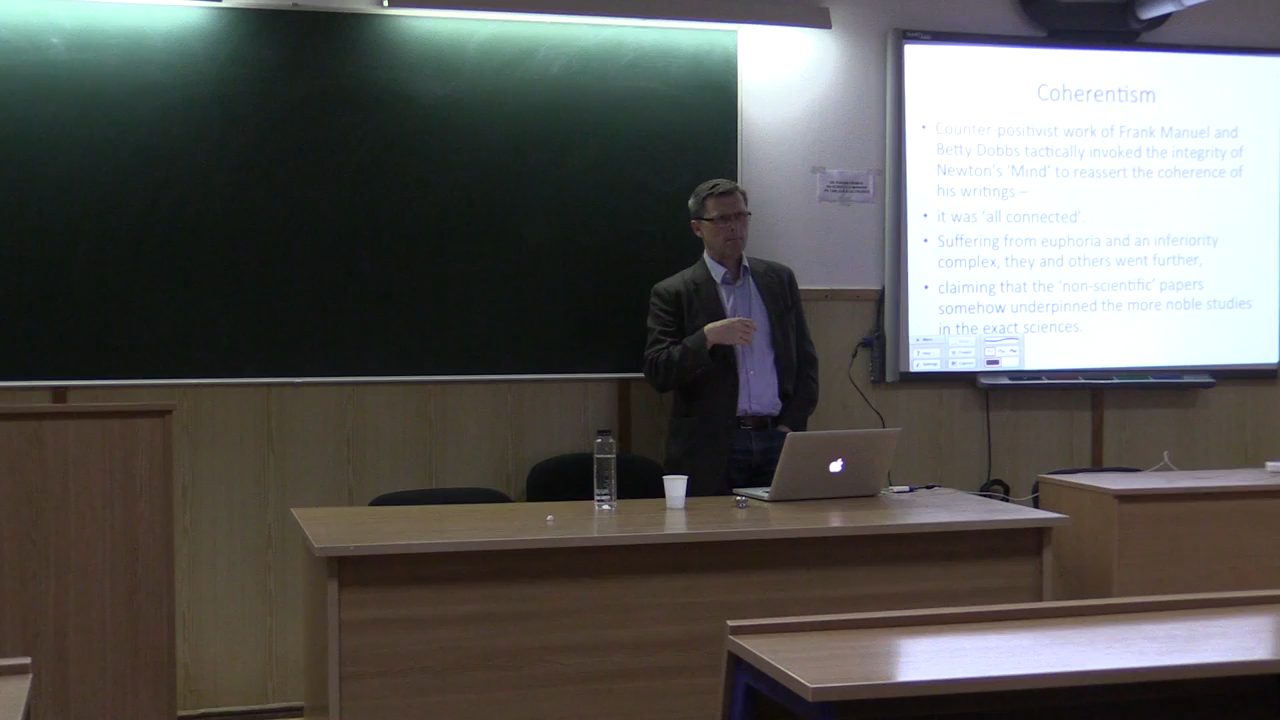 Coherentism
• Counter-positivist work of Frank Manuel and
Betty Dobbs tactically invoked the integrity of
Newton's 'Mind' to reassert the coherence of
his writings –
• it was 'all connected'.
• Suffering from euphoria and an inferiority
complex, they and others went further,
• claiming that the 'non-scientific' papers
somehow underpinned the more noble studies
in the exact sciences.